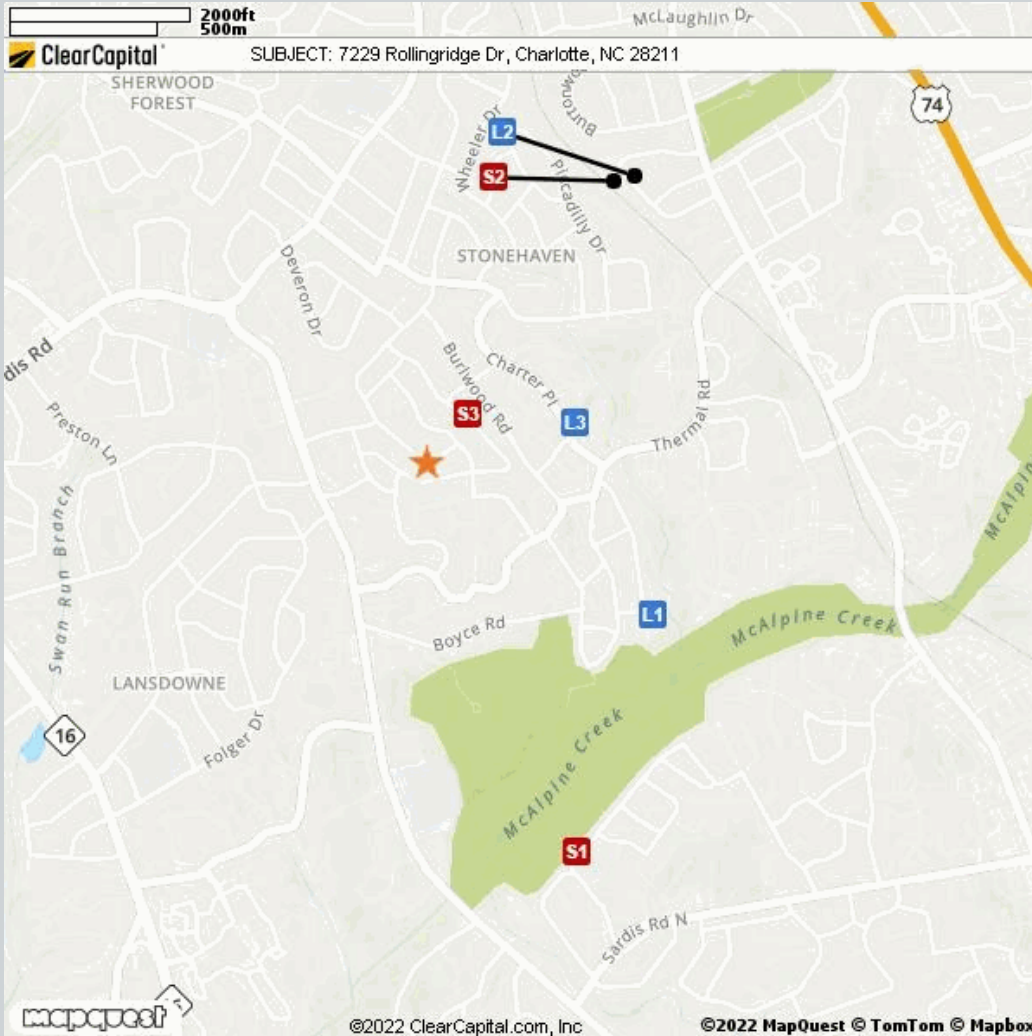 2000ft
500m
McLaughlin Dr
ClearCapital
SUBJECT: 7229 Rollingridge Dr, Charlotte, NC 28211
SHERWOOD
FOREST
74
Burton
Wheeler Dr
L2
S2
Piccadilly Dr
STONEHAVEN
Deveron Dr
dis Rd
Burlwood Rd
Charter Pl
S3
L3
Thermal Rd
Preston Ln
McAlpin
Swan Run Branch
L1
Boyce Rd
McAlpine Creek
LANSDOWNE
16
Folger Dr
McAlpine Creek
S1
Sardis Rd N
mapquest
©2022 ClearCapital.com, Inc
©2022 MapQuest © TomTom © Mapbo